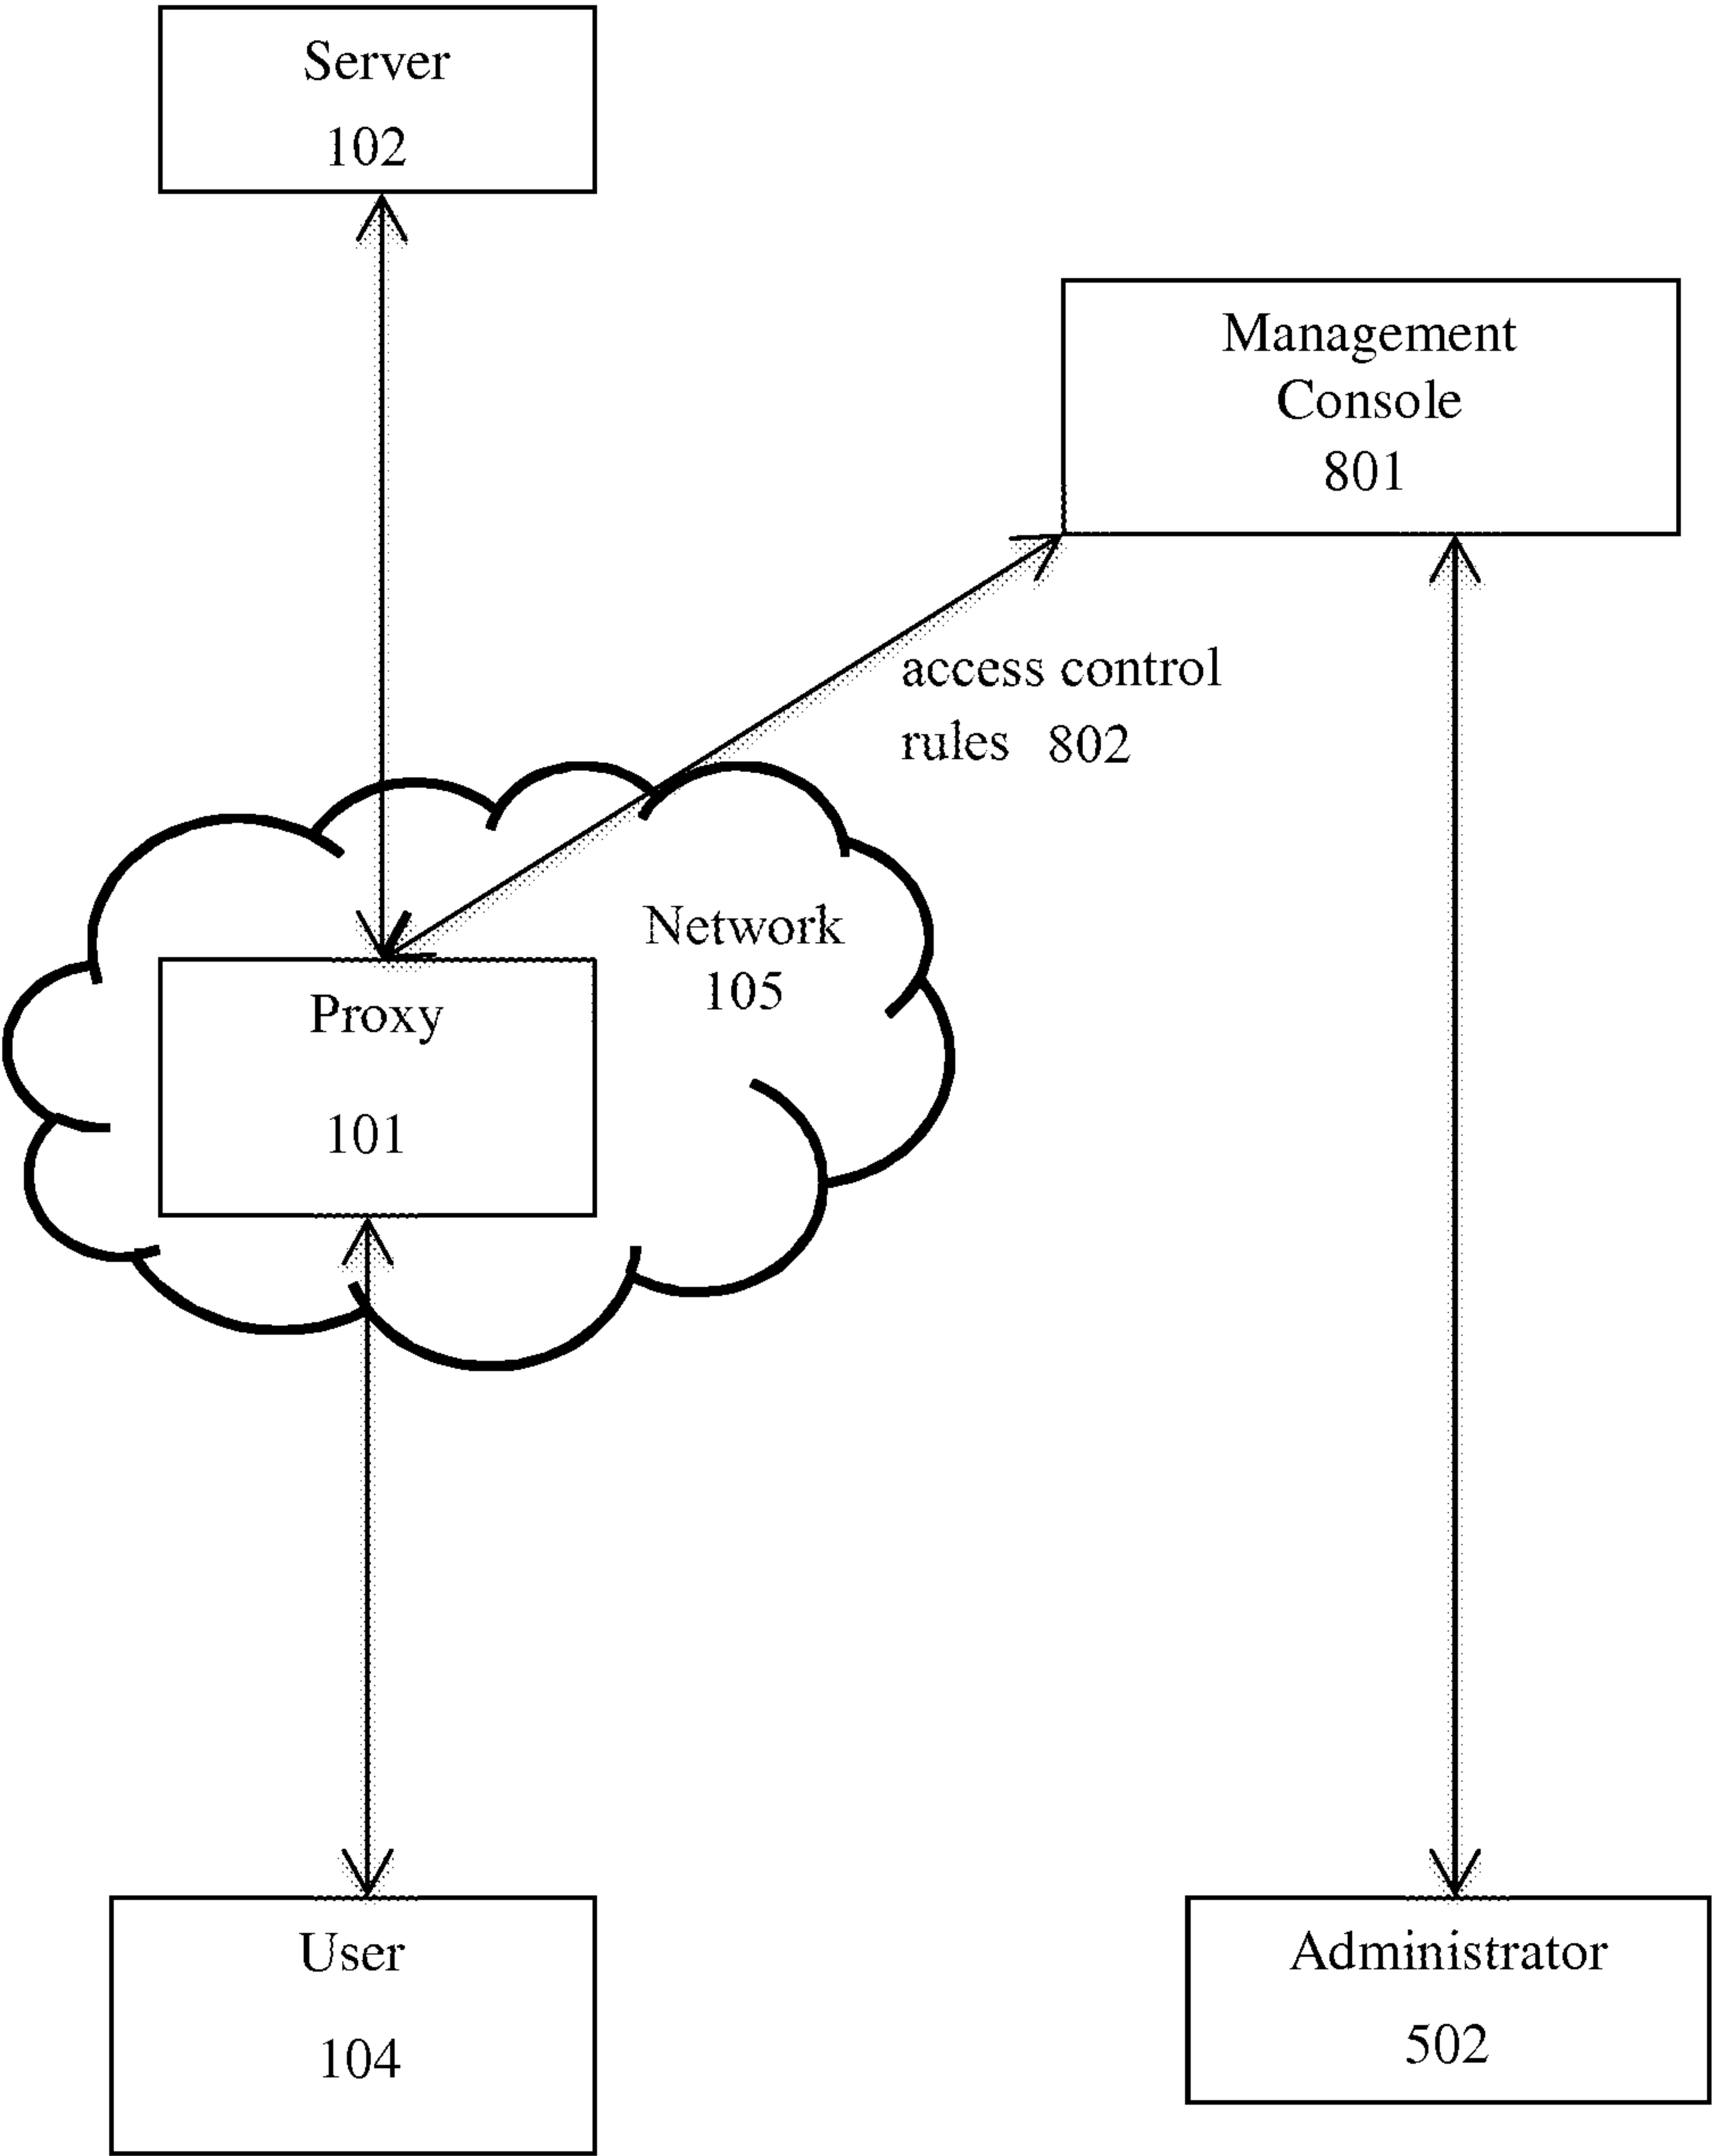 Server
102
Management
Console
801
access control
rules 802
Network
105
Proxy
101
User
104
Administrator
502